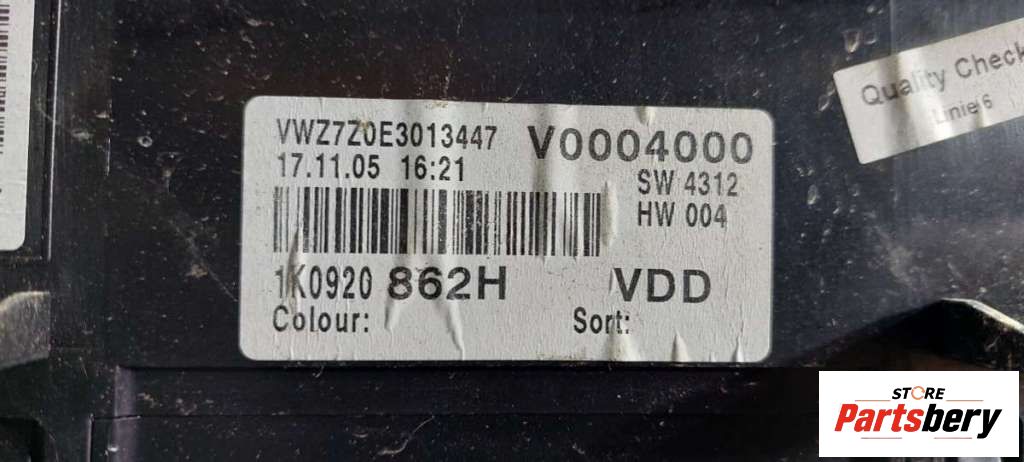 VWZ7Z0E3013447 V0004000
17.11.05 16:21 SW 4312
HW 004
1K0920 862H VDD
Colour: Sort:
Quality Check
Linie 6
STORE
Partsbery